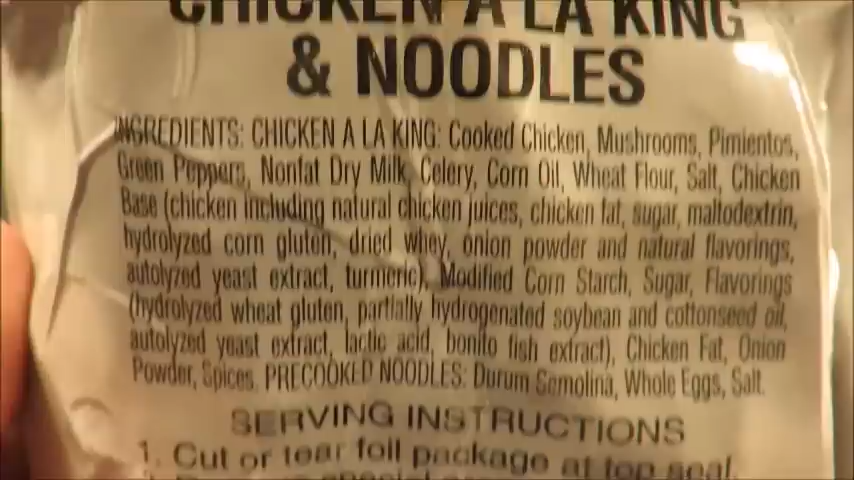 CHICKEN A LA KING
& NOODLES
INGREDIENTS: CHICKEN A LA KING: Cooked Chicken, Mushrooms, Pimientos,
Green Peppers, Nonfat Dry Milk, Celery, Corn Oil, Wheat Flour, Salt, Chicken
Base (chicken including natural chicken juices, chicken fat, sugar, maltodextrin,
hydrolyzed corn gluten, dried whey, onion powder and natural flavorings,
autolyzed yeast extract, turmeric), Modified Corn Starch, Sugar, Flavorings
(hydrolyzed wheat gluten, partially hydrogenated soybean and cottonseed oil,
autolyzed yeast extract, lactic acid, bonito fish extract), Chicken Fat, Onion
Powder, Spices. PRECOOKED NOODLES: Durum Semolina, Whole Eggs, Salt.
SERVING INSTRUCTIONS
1. Cut or tear foil package at top seal.